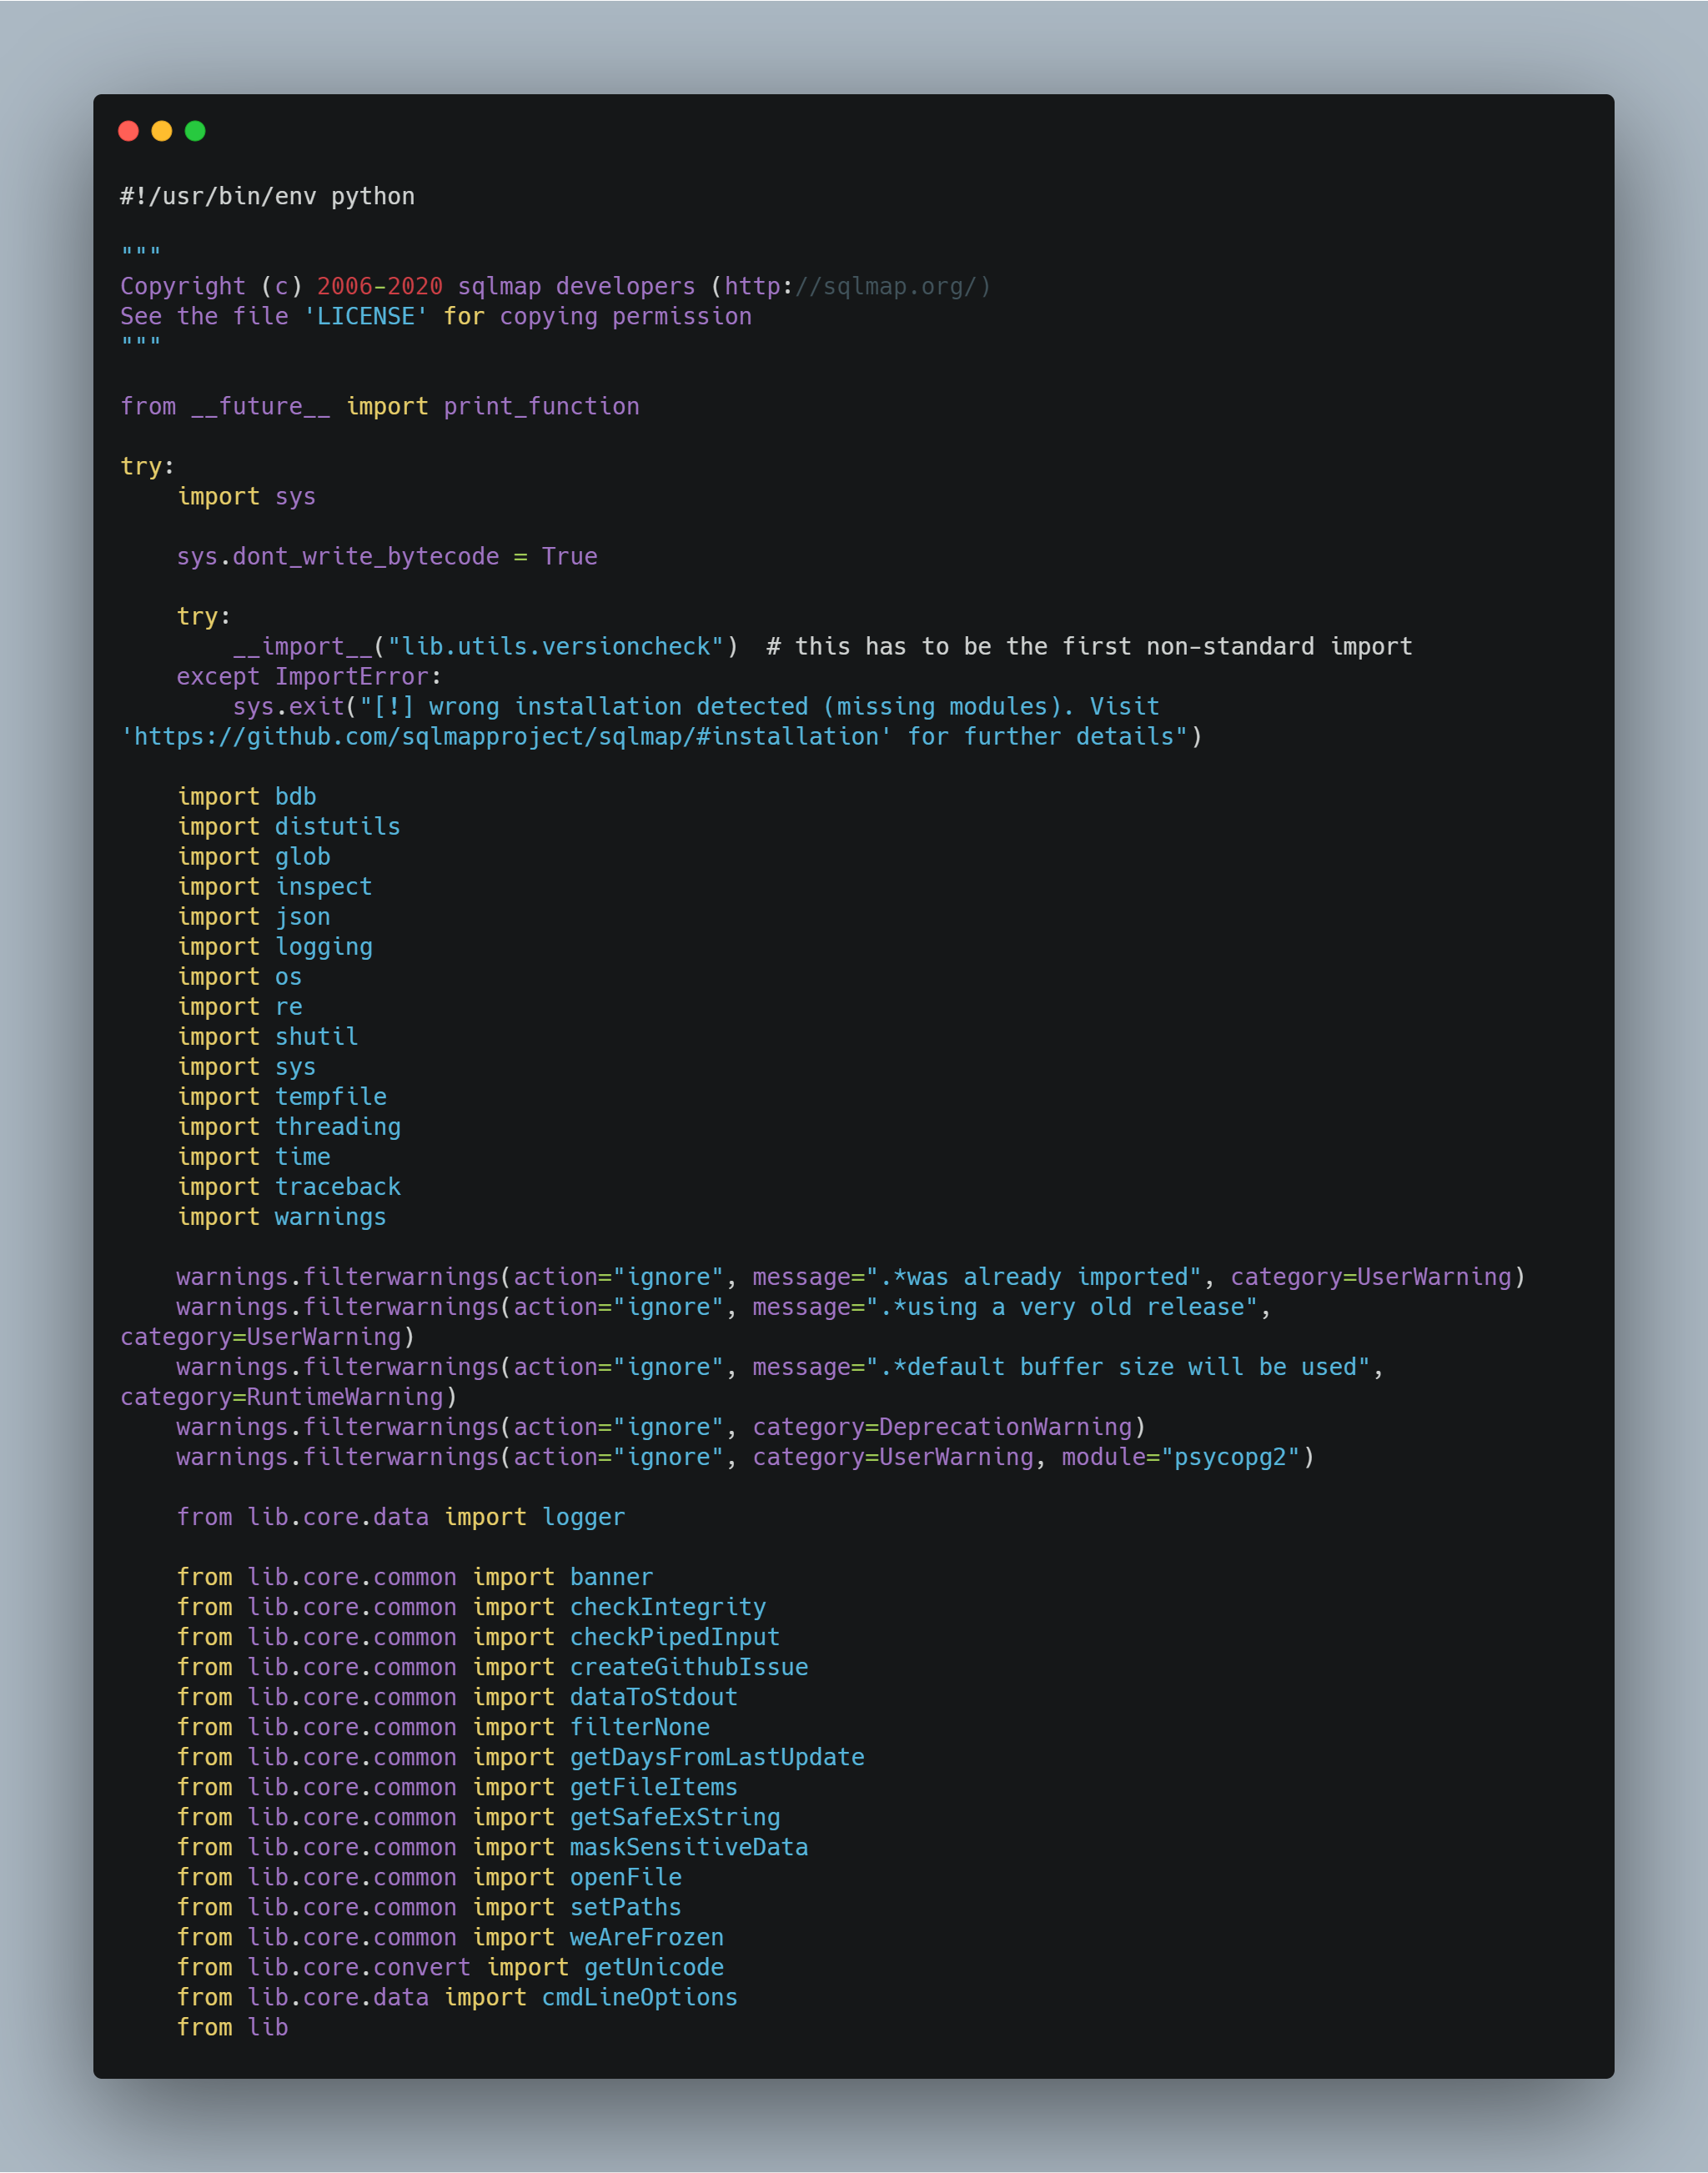 #!/usr/bin/env python

"""
Copyright (c) 2006-2020 sqlmap developers (http://sqlmap.org/)
See the file 'LICENSE' for copying permission
"""

from __future__ import print_function

try:
    import sys

    sys.dont_write_bytecode = True

    try:
        __import__("lib.utils.versioncheck")  # this has to be the first non-standard import
    except ImportError:
        sys.exit("[!] wrong installation detected (missing modules). Visit
'https://github.com/sqlmapproject/sqlmap/#installation' for further details")

    import bdb
    import distutils
    import glob
    import inspect
    import json
    import logging
    import os
    import re
    import shutil
    import sys
    import tempfile
    import threading
    import time
    import traceback
    import warnings

    warnings.filterwarnings(action="ignore", message=".*was already imported", category=UserWarning)
    warnings.filterwarnings(action="ignore", message=".*using a very old release",
category=UserWarning)
    warnings.filterwarnings(action="ignore", message=".*default buffer size will be used",
category=RuntimeWarning)
    warnings.filterwarnings(action="ignore", category=DeprecationWarning)
    warnings.filterwarnings(action="ignore", category=UserWarning, module="psycopg2")

    from lib.core.data import logger

    from lib.core.common import banner
    from lib.core.common import checkIntegrity
    from lib.core.common import checkPipedInput
    from lib.core.common import createGithubIssue
    from lib.core.common import dataToStdout
    from lib.core.common import filterNone
    from lib.core.common import getDaysFromLastUpdate
    from lib.core.common import getFileItems
    from lib.core.common import getSafeExString
    from lib.core.common import maskSensitiveData
    from lib.core.common import openFile
    from lib.core.common import setPaths
    from lib.core.common import weAreFrozen
    from lib.core.convert import getUnicode
    from lib.core.data import cmdLineOptions
    from lib